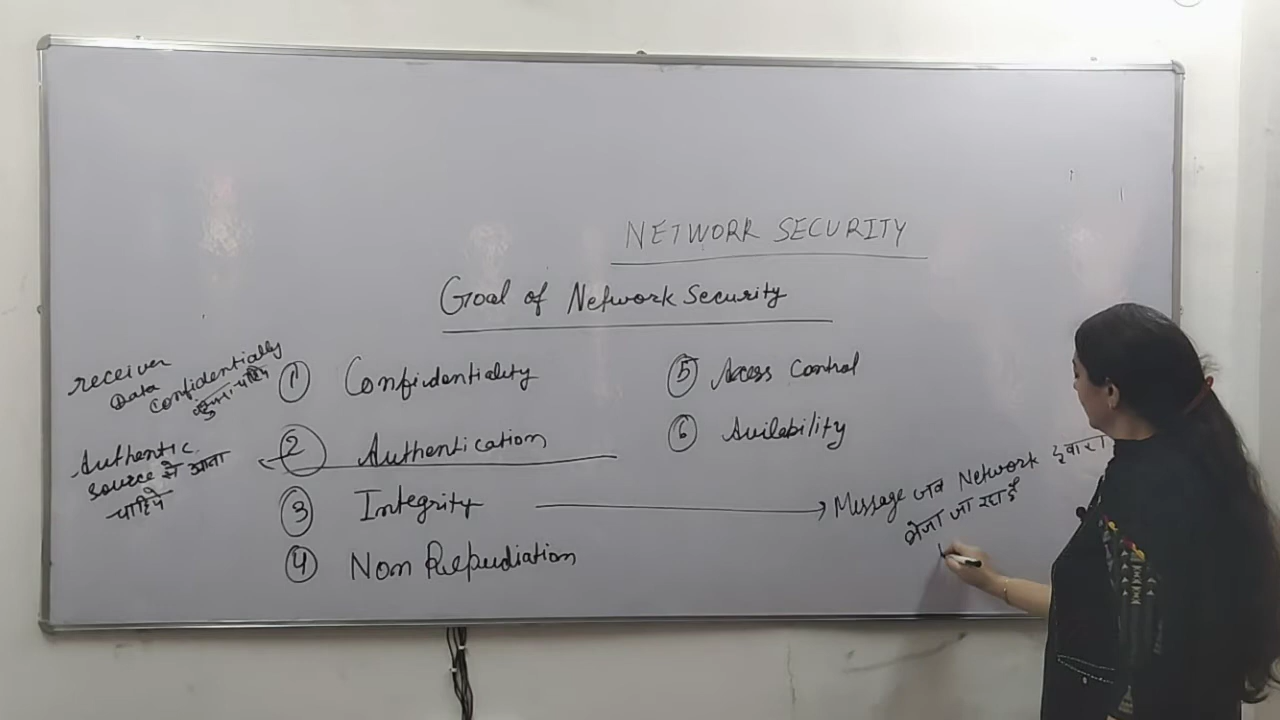 NETWORK SECURITY
Goal of Network Security
① Confidentiality
② Authentication
③ Integrity
④ Non Repudiation
⑤ Access Control
⑥ Avilability
receiver
Data
Confidentially
Authentic
source से आना
चाहिये
Message जब Network द्वारा
भेजा जा रहा है